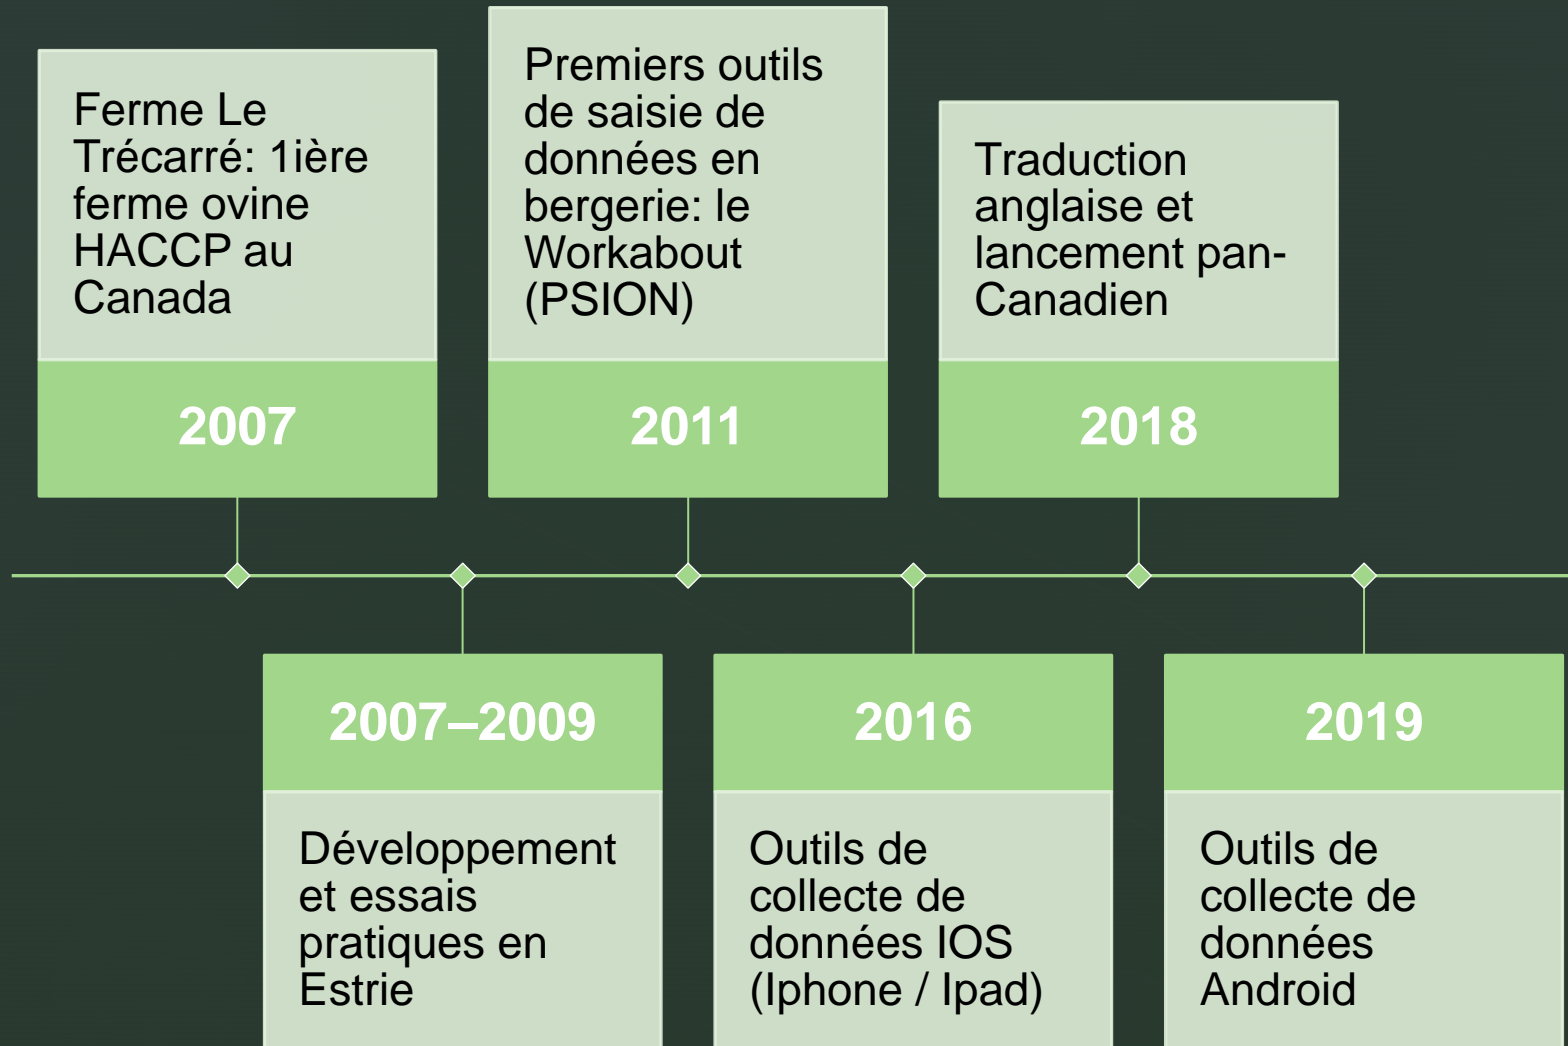 Ferme Le
Trécarré: 1ière
ferme ovine
HACCP au
Canada
2007
Premiers outils
de saisie de
données en
bergerie: le
Workabout
(PSION)
2011
Traduction
anglaise et
lancement pan-
Canadien
2018
2007–2009
Développement
et essais
pratiques en
Estrie
2016
Outils de
collecte de
données IOS
(Iphone / Ipad)
2019
Outils de
collecte de
données
Android